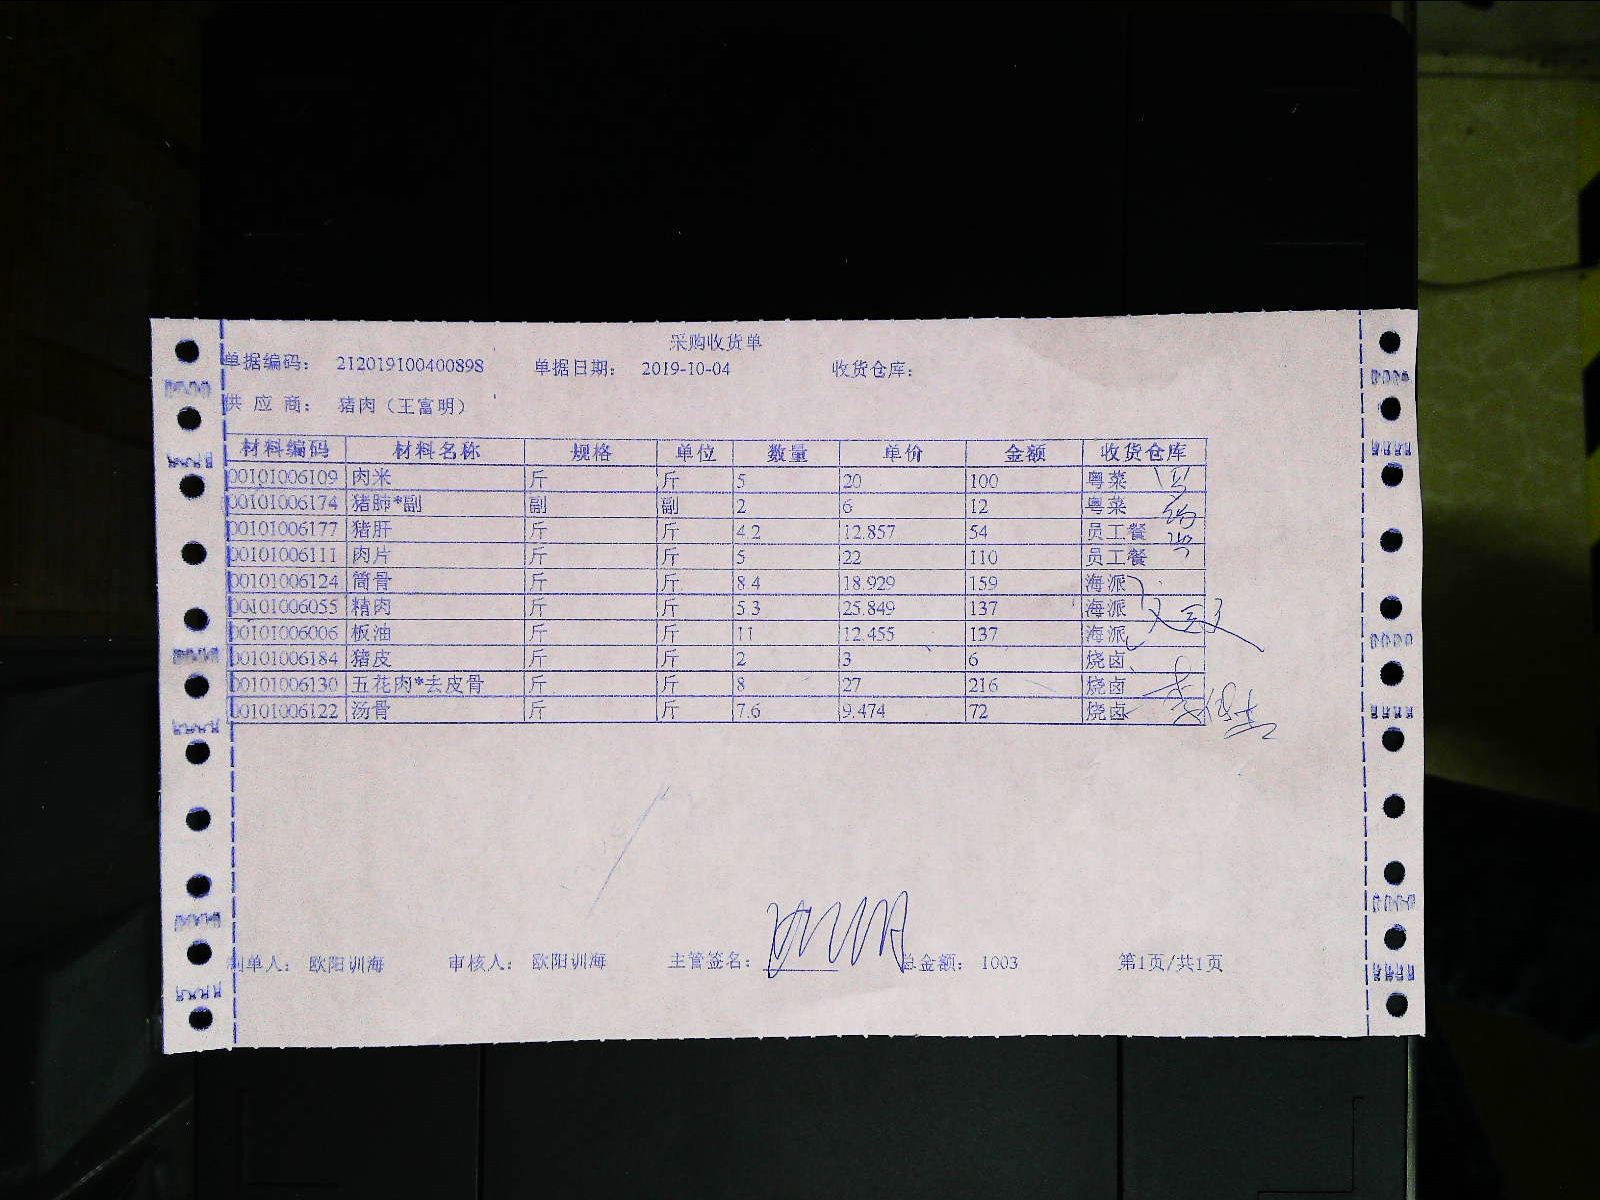 采购收货单
单据编码： 212019100400898 单据日期： 2019-10-04 收货仓库：
供 应 商： 猪肉（王富明）
材料编码 材料名称 规格 单位 数量 单价 金额 收货仓库
00101006109 肉米 斤 斤 5 20 100 粤菜
00101006174 猪肺*副 副 副 2 6 12 粤菜
00101006177 猪肝 斤 斤 4.2 12.857 54 员工餐
00101006111 肉片 斤 斤 5 22 110 员工餐
00101006124 筒骨 斤 斤 8.4 18.929 159 海派
00101006055 精肉 斤 斤 5.3 25.849 137 海派
00101006006 板油 斤 斤 11 12.455 137 海派
00101006184 猪皮 斤 斤 2 3 6 烧卤
00101006130 五花肉*去皮骨 斤 斤 8 27 216 烧卤
00101006122 汤骨 斤 斤 7.6 9.474 72 烧卤
制单人： 欧阳训海 审核人： 欧阳训海 主管签名： 总金额： 1003 第1页/共1页